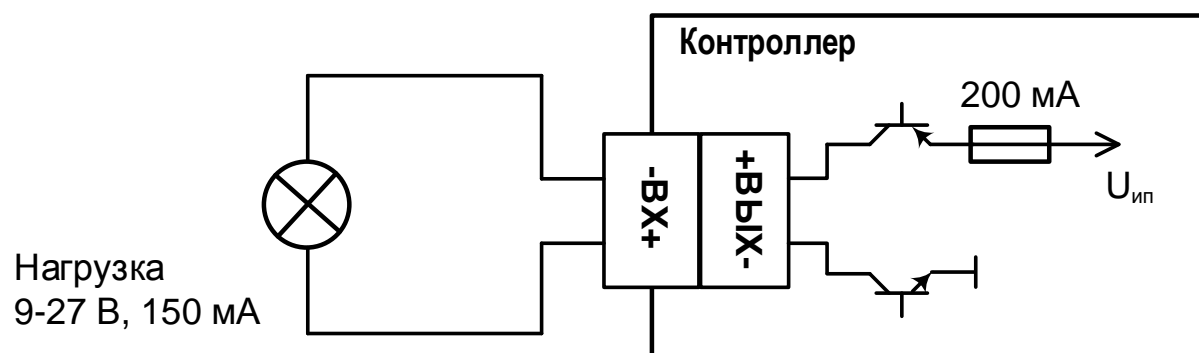 Контроллер
200 мА
-ВХ+
+ВЫХ-
Uип
Нагрузка
9-27 В, 150 мА